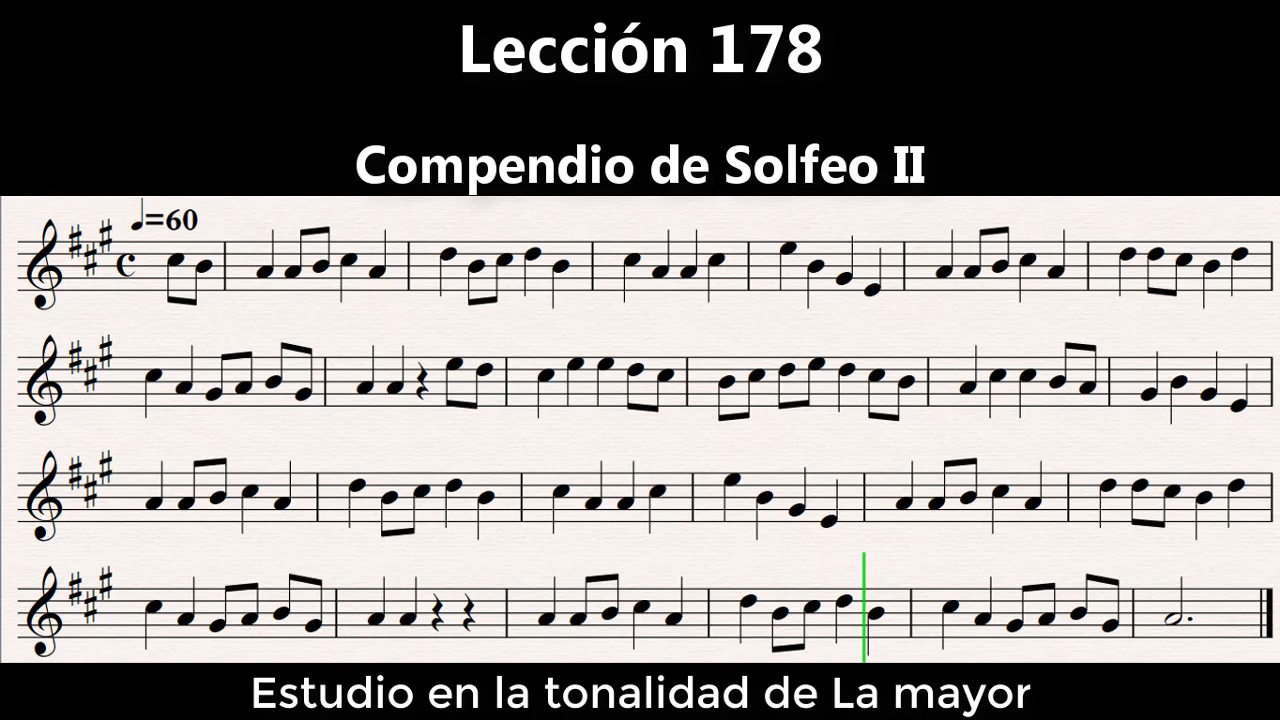 Lección 178
Compendio de Solfeo II
♩=60
Estudio en la tonalidad de La mayor